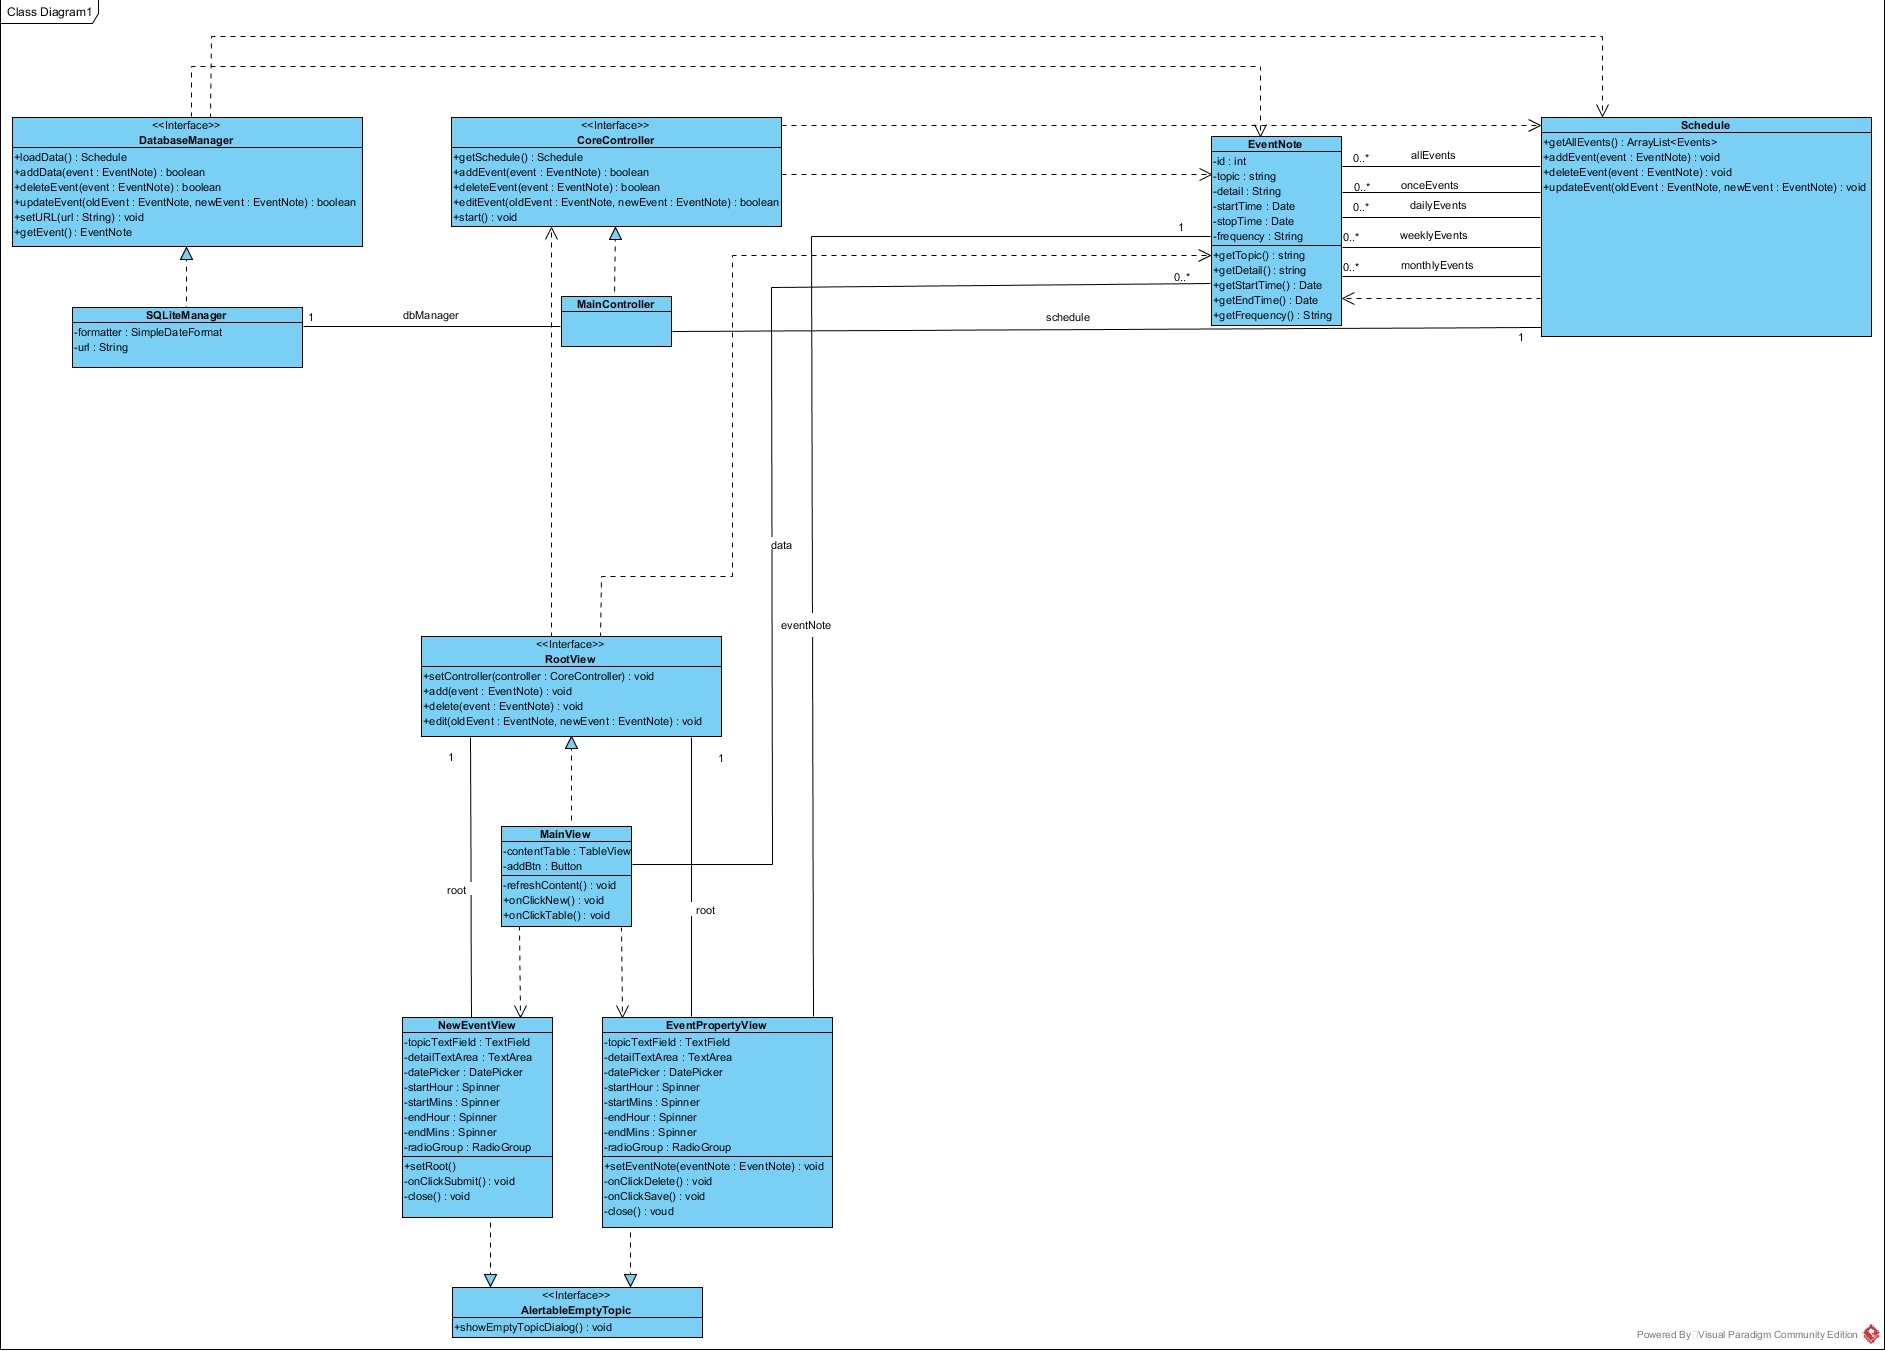 Class Diagram1
<<Interface>>
DatabaseManager
+loadData() : Schedule
+addData(event : EventNote) : boolean
+deleteEvent(event : EventNote) : boolean
+updateEvent(oldEvent : EventNote, newEvent : EventNote) : boolean
+setURL(url : String) : void
+getEvent() : EventNote
<<Interface>>
CoreController
+getSchedule() : Schedule
+addEvent(event : EventNote) : boolean
+deleteEvent(event : EventNote) : boolean
+editEvent(oldEvent : EventNote, newEvent : EventNote) : boolean
+start() : void
EventNote
-id : int
-topic : string
-detail : String
-startTime : Date
-stopTime : Date
-frequency : String
+getTopic() : string
+getDetail() : string
+getStartTime() : Date
+getEndTime() : Date
+getFrequency() : String
0..*
allEvents
0..*
onceEvents
0..*
dailyEvents
0..*
weeklyEvents
0..*
monthlyEvents
Schedule
+getAllEvents() : ArrayList<Events>
+addEvent(event : EventNote) : void
+deleteEvent(event : EventNote) : void
+updateEvent(oldEvent : EventNote, newEvent : EventNote) : void
1
0..*
SQLiteManager
-formatter : SimpleDateFormat
-url : String
1
dbManager
MainController
schedule
1
data
eventNote
<<Interface>>
RootView
+setController(controller : CoreController) : void
+add(event : EventNote) : void
+delete(event : EventNote) : void
+edit(oldEvent : EventNote, newEvent : EventNote) : void
1
1
MainView
-contentTable : TableView
-addBtn : Button
-refreshContent() : void
+onClickNew() : void
+onClickTable() : void
root
root
NewEventView
-topicTextField : TextField
-detailTextArea : TextArea
-datePicker : DatePicker
-startHour : Spinner
-startMins : Spinner
-endHour : Spinner
-endMins : Spinner
-radioGroup : RadioGroup
+setRoot()
-onClickSubmit() : void
-close() : void
EventPropertyView
-topicTextField : TextField
-detailTextArea : TextArea
-datePicker : DatePicker
-startHour : Spinner
-startMins : Spinner
-endHour : Spinner
-endMins : Spinner
-radioGroup : RadioGroup
+setEventNote(eventNote : EventNote) : void
-onClickDelete() : void
-onClickSave() : void
-close() : voud
<<Interface>>
AlertableEmptyTopic
+showEmptyTopicDialog() : void
Powered By Visual Paradigm Community Edition